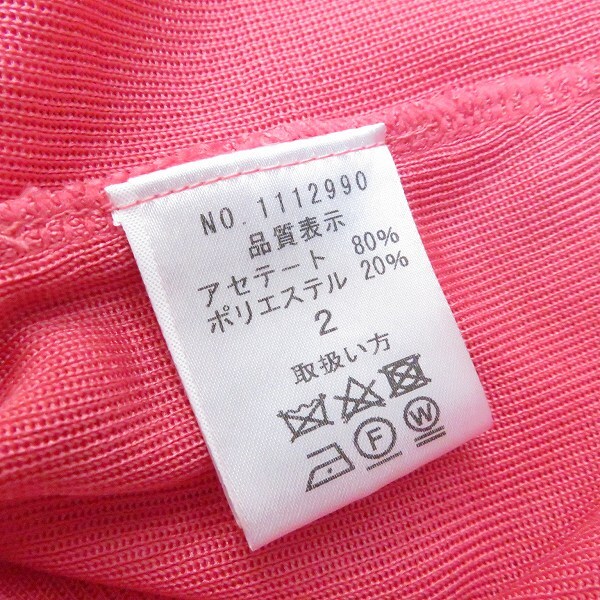 NO.1112990
品質表示
アセテート 80%
ポリエステル 20%
2
取扱い方
F W